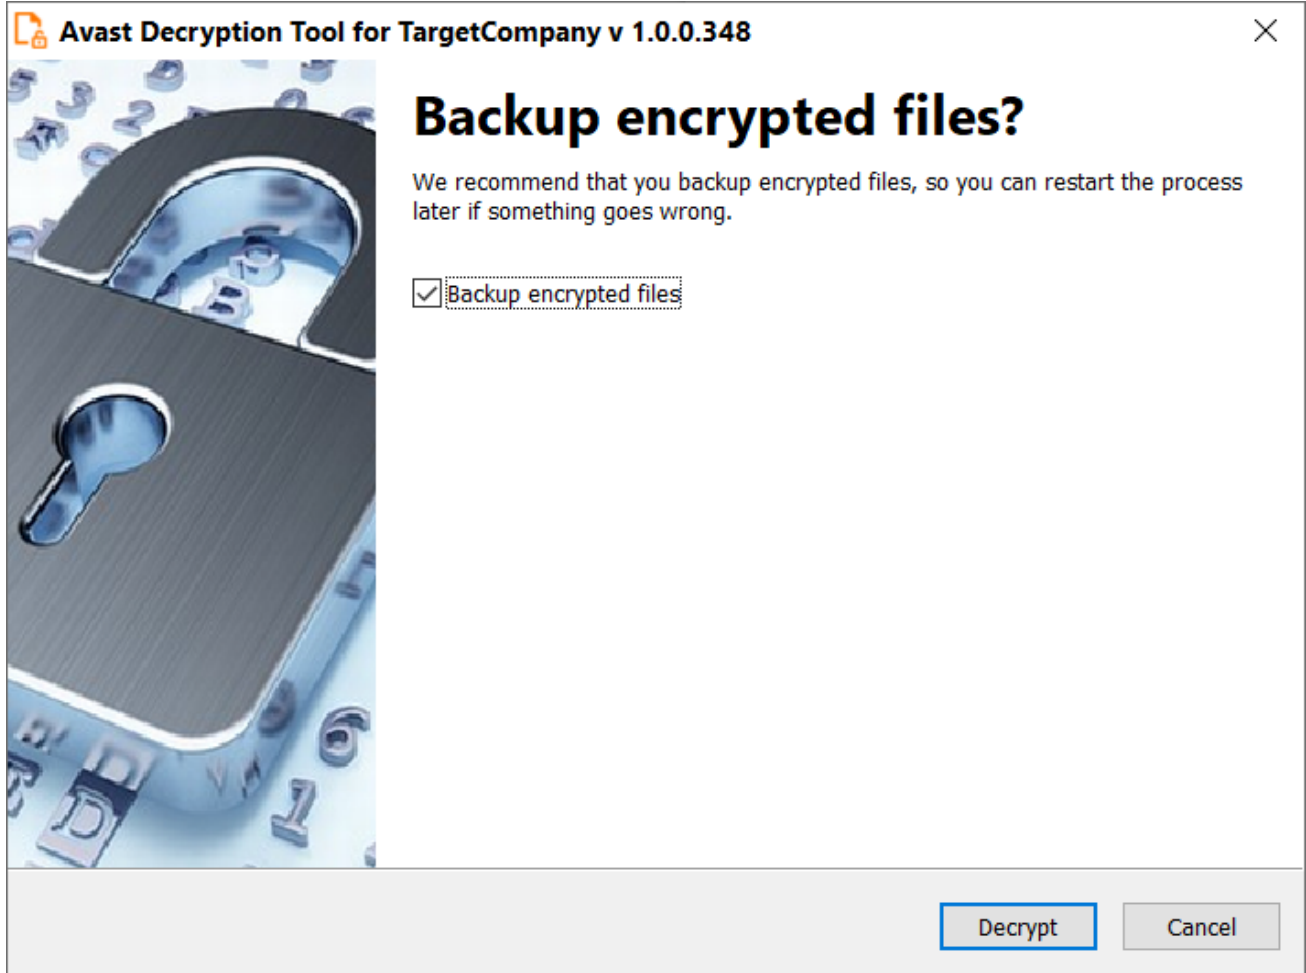 Avast Decryption Tool for TargetCompany v 1.0.0.348
Backup encrypted files?
We recommend that you backup encrypted files, so you can restart the process
later if something goes wrong.
Backup encrypted files
Decrypt
Cancel